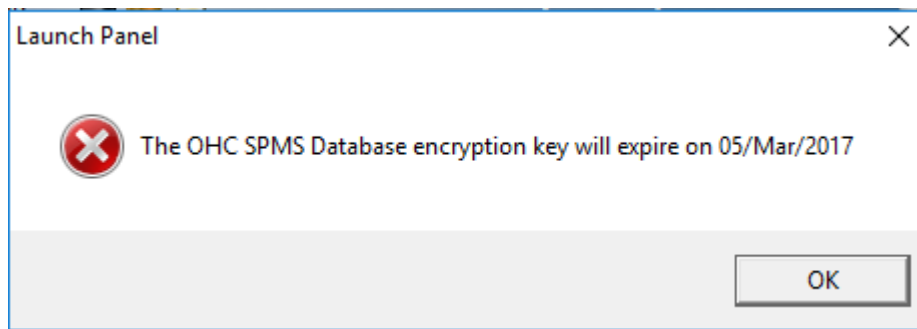 Launch Panel
The OHC SPMS Database encryption key will expire on 05/Mar/2017
OK